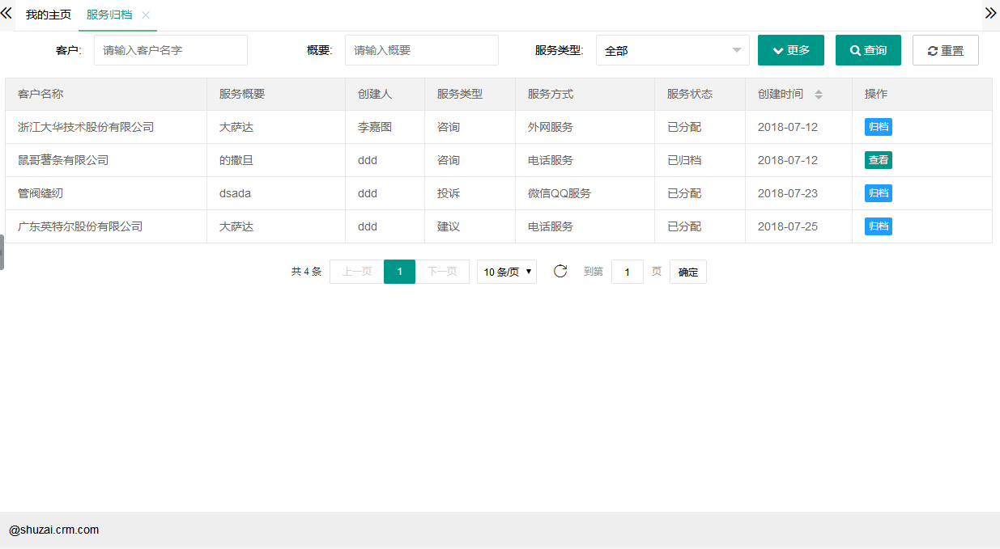 我的主页 服务归档
客户: 请输入客户名字 概要: 请输入概要 服务类型: 全部 更多 查询 重置
客户名称 服务概要 创建人 服务类型 服务方式 服务状态 创建时间 操作
浙江大华技术股份有限公司 大萨达 李嘉图 咨询 外网服务 已分配 2018-07-12 归档
鼠哥薯条有限公司 的撒旦 ddd 咨询 电话服务 已归档 2018-07-12 查看
管阀缝纫 dsada ddd 投诉 微信QQ服务 已分配 2018-07-23 归档
广东英特尔股份有限公司 大萨达 ddd 建议 电话服务 已分配 2018-07-25 归档
共 4 条 上一页 1 下一页 10 条/页 到第 1 页 确定
@shuzai.crm.com